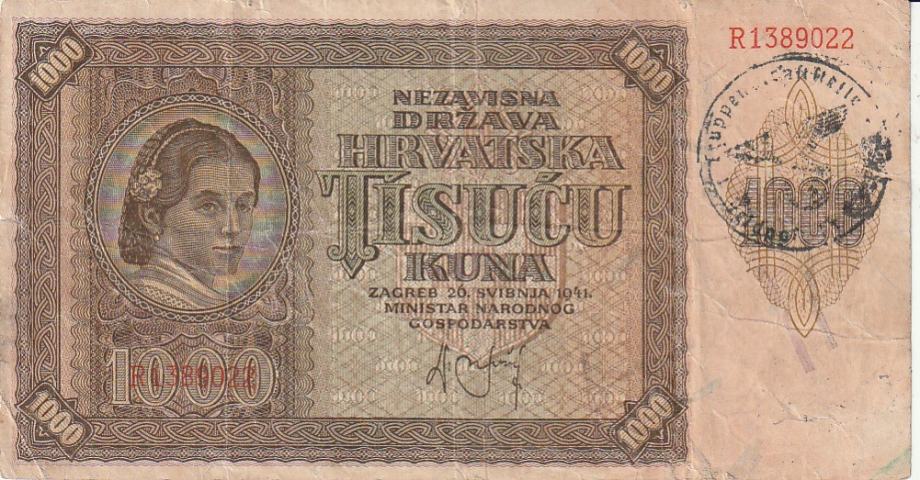 1000
1000
R1389022
NEZAVISNA
DRŽAVA
HRVATSKA
TISUĆU
KUNA
ZAGREB 26. SVIBNJA 1941.
MINISTAR NARODNOG
GOSPODARSTVA
1000
R1389022
1000
1000
1000